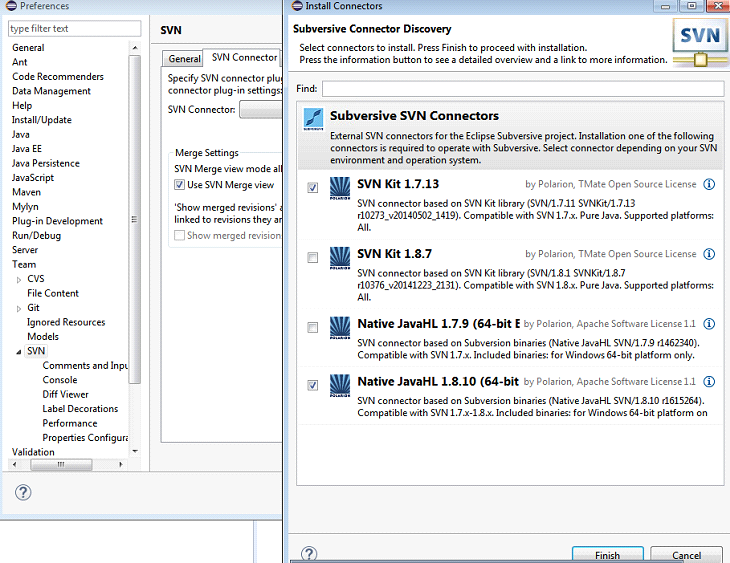 Preferences
type filter text
General
Ant
Code Recommenders
Data Management
Help
Install/Update
Java
Java EE
Java Persistence
JavaScript
Maven
Mylyn
Plug-in Development
Run/Debug
Server
Team
CVS
File Content
Git
Ignored Resources
Models
SVN
Comments and Inpu
Console
Diff Viewer
Label Decorations
Performance
Properties Configura
Validation
SVN
General
SVN Connector
Specify SVN connector plug
connector plug-in settings:
SVN Connector:
Merge Settings
SVN Merge view mode all
Use SVN Merge view
'Show merged revisions' a
linked to revisions they ar
Show merged revision
Install Connectors
Subversive Connector Discovery
Select connectors to install. Press Finish to proceed with installation.
Press the information button to see a detailed overview and a link to more information.
SVN
Find:
Subversive SVN Connectors
External SVN connectors for the Eclipse Subversive project. Installation one of the following
connectors is required to operate with Subversive. Select connector depending on your SVN
environment and operation system.
SVN Kit 1.7.13
by Polarion, TMate Open Source License
SVN connector based on SVN Kit library (SVN/1.7.11 SVNKit/1.7.13
r10273_v20140502_1419). Compatible with SVN 1.7.x. Pure Java. Supported platforms:
All.
POLARION
SVN Kit 1.8.7
by Polarion, TMate Open Source License
SVN connector based on SVN Kit library (SVN/1.8.1 SVNKit/1.8.7
r10376_v20141223_2131). Compatible with SVN 1.8.x. Pure Java. Supported platforms:
All.
POLARION
Native JavaHL 1.7.9 (64-bit E
by Polarion, Apache Software License 1.1
SVN connector based on Subversion binaries (Native JavaHL SVN/1.7.9 r1462340).
Compatible with SVN 1.7.x. Included binaries: for Windows 64-bit platform only.
POLARION
Native JavaHL 1.8.10 (64-bit
by Polarion, Apache Software License 1.1
SVN connector based on Subversion binaries (Native JavaHL SVN/1.8.10 r1615264).
Compatible with SVN 1.7.x-1.8.x. Included binaries: for Windows 64-bit platform on
POLARION
Finish
Cancel